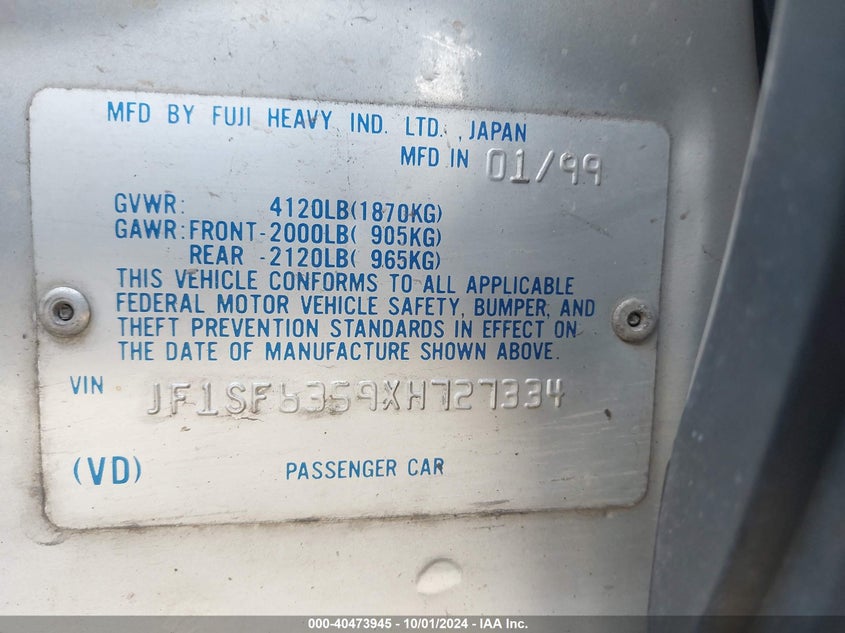 MFD BY FUJI HEAVY IND. LTD. , JAPAN
MFD IN 01/99
GVWR: 4120LB(1870KG)
GAWR:FRONT-2000LB( 905KG)
REAR -2120LB( 965KG)
THIS VEHICLE CONFORMS TO ALL APPLICABLE
FEDERAL MOTOR VEHICLE SAFETY, BUMPER, AND
THEFT PREVENTION STANDARDS IN EFFECT ON
THE DATE OF MANUFACTURE SHOWN ABOVE.
VIN JF1SF6359XH727334
(VD) PASSENGER CAR
000-40473945 - 10/01/2024 - IAA Inc.